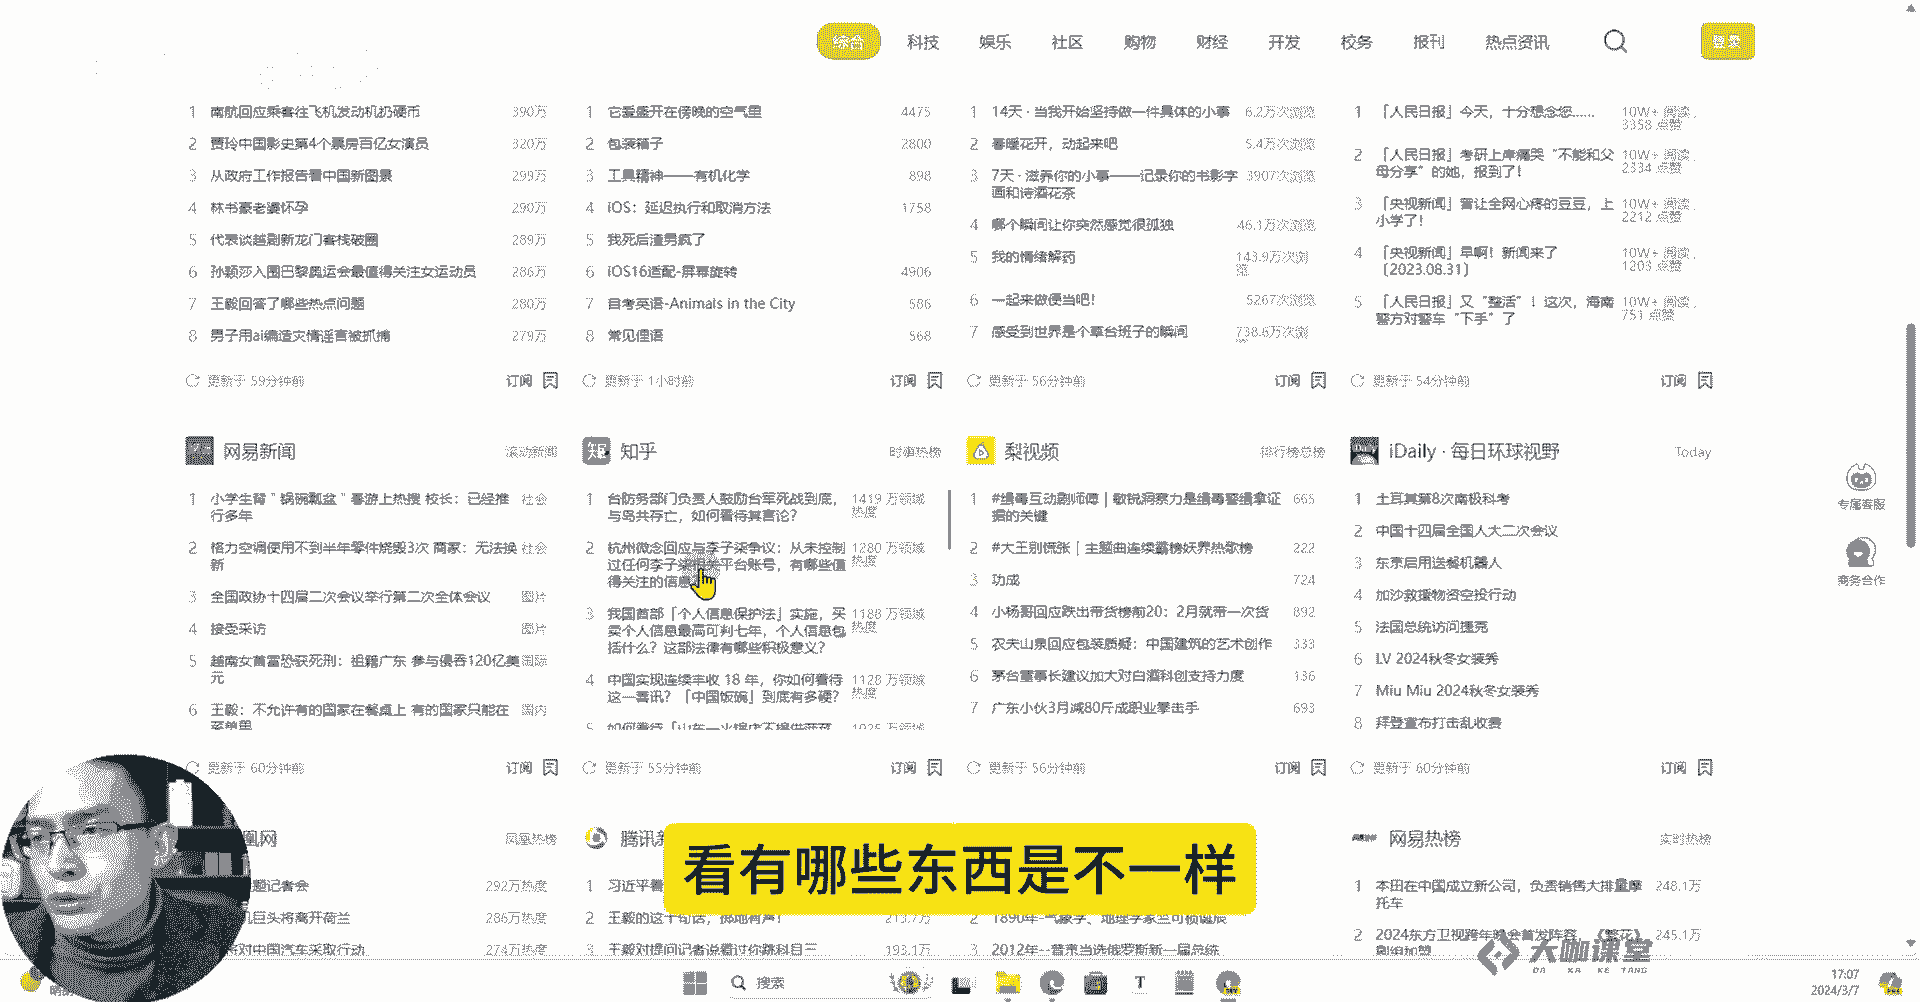 综合 科技 娱乐 社区 购物 财经 开发 校务 报刊 热点资讯 登录
1 南航回应乘客往飞机发动机扔硬币 390万
2 贾玲中国影史第4个票房百亿女演员 320万
3 从政府工作报告看中国新图景 299万
4 林书豪老婆怀孕 290万
5 代表谈越剧新龙门客栈破圈 289万
6 孙颖莎入围巴黎奥运会最值得关注女运动员 286万
7 王毅回答了哪些热点问题 280万
8 男子用ai编造灾情谣言被抓捕 279万
更新于 59分钟前 订阅
1 它爱盛开在傍晚的空气里 4475
2 包装箱子 2800
3 工具精神——有机化学 898
4 iOS：延迟执行和取消方法 1758
5 我死后渣男疯了
6 iOS16适配-屏幕旋转 4906
7 自考英语-Animals in the City 586
8 常见俚语 568
更新于 1小时前 订阅
1 14天 · 当我开始坚持做一件具体的小事 6.2万次浏览
2 春暖花开，动起来吧 5.4万次浏览
3 7天 · 滋养你的小事——记录你的书影字 3907次浏览
画和诗酒花茶
4 哪个瞬间让你突然感觉很孤独 46.1万次浏览
5 我的情绪解药 143.9万次浏
览
6 一起来做便当吧！ 5267次浏览
7 感受到世界是个草台班子的瞬间 738.6万次浏
更新于 56分钟前 订阅
1 「人民日报」今天，十分想念您…… 10W+ 阅读，
3358 点赞
2 「人民日报」考研上岸痛哭“不能和父 10W+ 阅读，
母分享”的她，报到了！ 2334 点赞
3 「央视新闻」曾让全网心疼的豆豆，上 10W+ 阅读，
小学了！ 2212 点赞
4 「央视新闻」早啊！新闻来了 10W+ 阅读，
〔2023.08.31〕 1203 点赞
5 「人民日报」又“整活”！这次，海南 10W+ 阅读，
警方对警车“下手”了 751 点赞
更新于 54分钟前 订阅
网易新闻 滚动新闻
1 小学生背＂锅碗瓢盆＂春游上热搜 校长：已经推 社会
行多年
2 格力空调使用不到半年零件烧毁3次 商家：无法换 社会
新
3 全国政协十四届二次会议举行第二次全体会议 图片
4 接受采访 图片
5 越南女首富恐获死刑：祖籍广东 参与侵吞120亿美 国际
元
6 王毅：不允许有的国家在餐桌上 有的国家只能在 国内
菜单里
更新于 60分钟前 订阅
知 知乎 时事热榜
1 台防务部门负责人鼓励台军死战到底， 1419 万领域
与岛共存亡，如何看待其言论？ 热度
2 杭州微念回应与李子柒争议：从未控制 1280 万领域
过任何李子柒相关平台账号，有哪些值 热度
得关注的信息
3 我国首部「个人信息保护法」实施，买 1188 万领域
卖个人信息最高可判七年，个人信息包 热度
括什么？这部法律有哪些积极意义？
4 中国实现连续丰收 18 年，你如何看待 1128 万领域
这一喜讯？「中国饭碗」到底有多硬？ 热度
更新于 55分钟前 订阅
梨视频 排行榜总榜
1 #缉毒互动剧师傅｜敏锐洞察力是缉毒警缉拿证 665
据的关键
2 #大王别慌张｜主题曲连续霸榜妖界热歌榜 222
3 功成 724
4 小杨哥回应跌出带货榜前20：2月就带一次货 892
5 农夫山泉回应包装质疑：中国建筑的艺术创作 333
6 茅台董事长建议加大对白酒科创支持力度 136
7 广东小伙3月减80斤成职业拳击手 693
更新于 56分钟前 订阅
iDaily · 每日环球视野 Today
1 土耳其第8次南极科考
2 中国十四届全国人大二次会议
3 东京启用送餐机器人
4 加沙救援物资空投行动
5 法国总统访问捷克
6 LV 2024秋冬女装秀
7 Miu Miu 2024秋冬女装秀
8 拜登宣布打击乱收费
更新于 60分钟前 订阅
专属客服
商务合作
凰网 凤凰热榜
题记者会 292万热度
机巨头将离开荷兰 286万热度
对中国汽车采取行动 274万热度
腾讯
1 习近平
2 王毅的这十句话，掷地有声！ 213.7万
3 王毅对提问记者说看过你跳科目三 193.1万
2 1890年-气象学、地理学家竺可桢诞辰
3 2012年--普京当选俄罗斯新一届总统
网易热榜 实时热榜
1 本田在中国成立新公司，负责销售大排量摩 248.1万
托车
2 2024东方卫视跨年晚会首发阵容，《繁花》 245.1万
剧组加盟
看有哪些东西是不一样
大咖课堂
DA KA KE TANG
搜索
17:07
2024/3/7